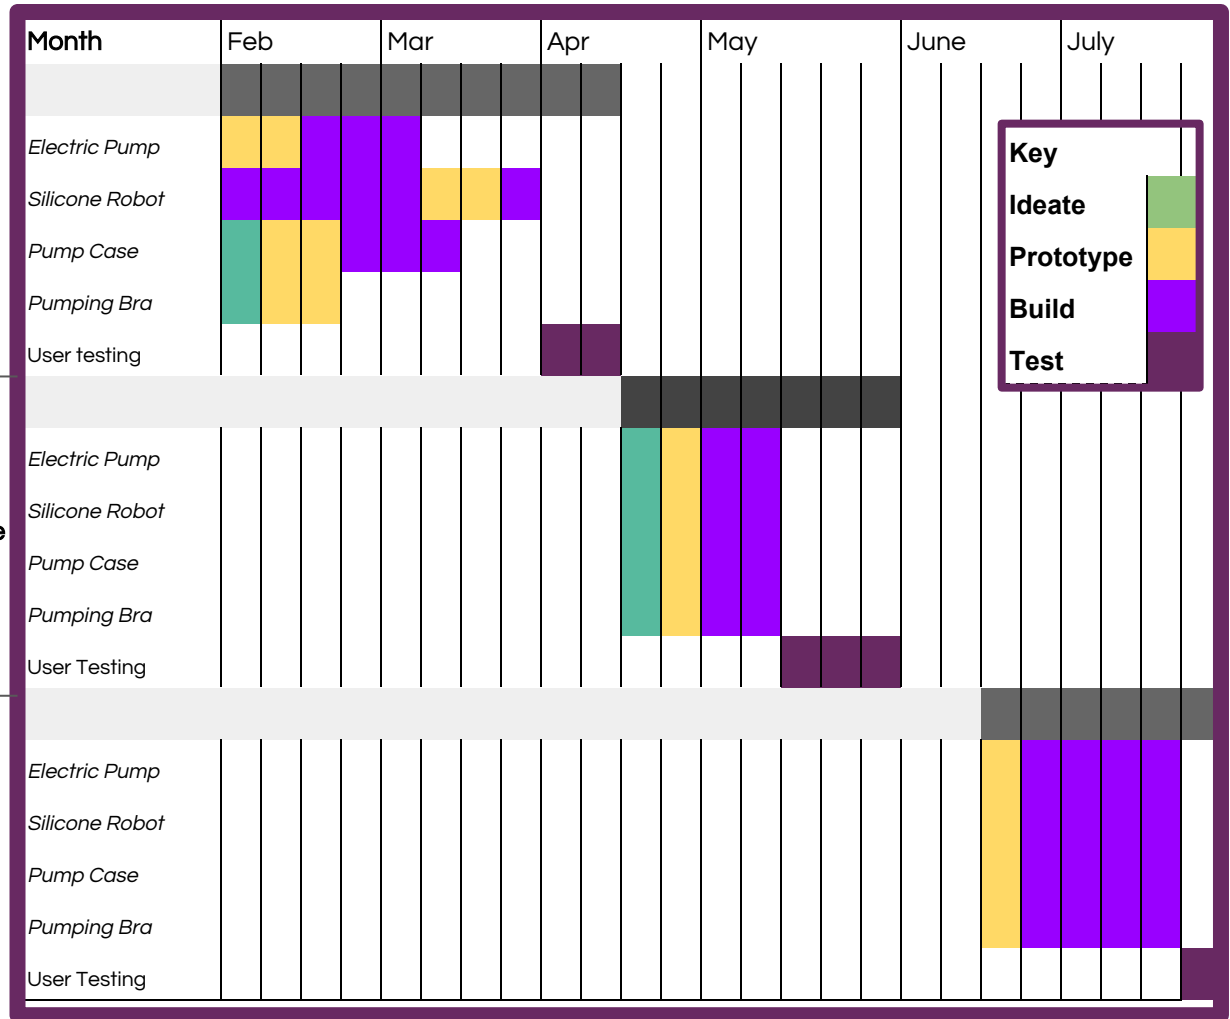 Month Feb Mar Apr May June July
Electric Pump
Silicone Robot
Pump Case
Pumping Bra
User testing
Key
Ideate
Prototype
Build
Test
Electric Pump
Silicone Robot
Pump Case
Pumping Bra
User Testing
Electric Pump
Silicone Robot
Pump Case
Pumping Bra
User Testing